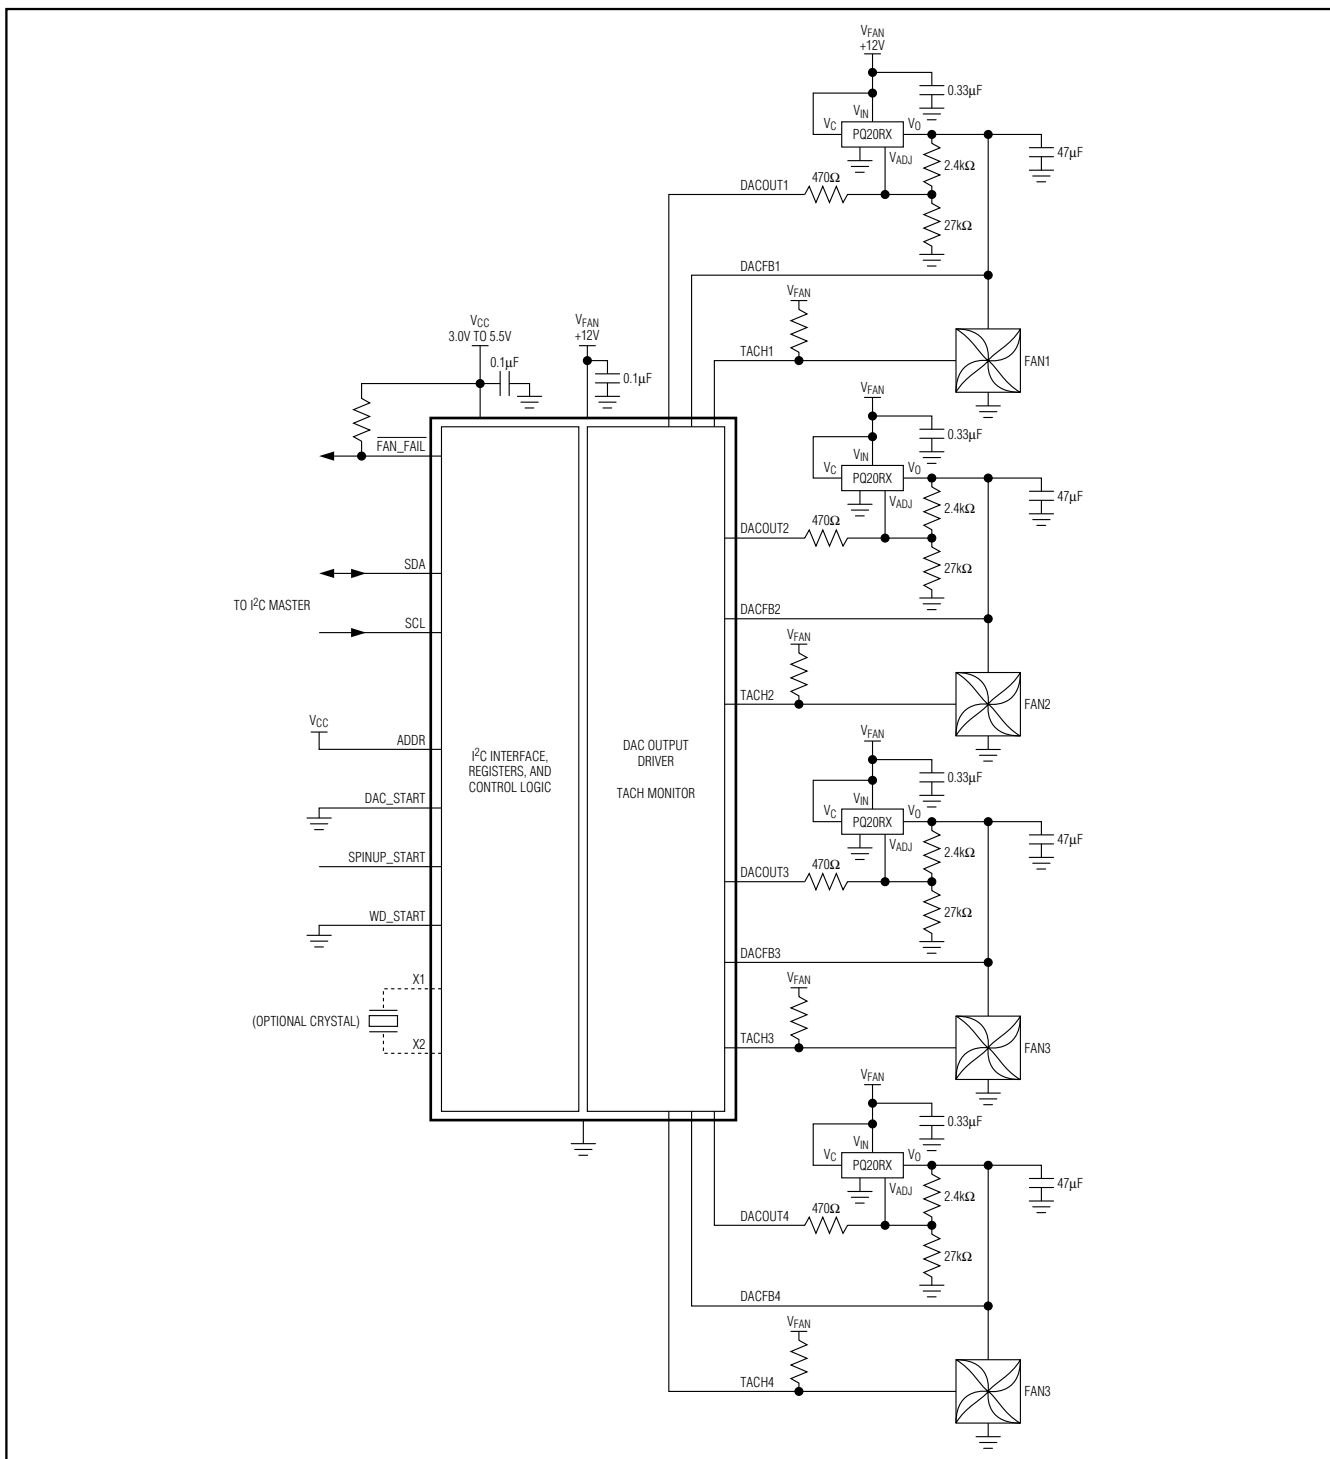 V_FAN
+12V
0.33µF
V_IN
V_C
PQ20RX
V_O
V_ADJ
47µF
2.4kΩ
470Ω
DACOUT1
27kΩ
DACFB1
V_FAN
TACH1
FAN1
V_CC
3.0V TO 5.5V
0.1µF
V_FAN
+12V
0.1µF
FAN_FAIL
SDA
TO I²C MASTER
SCL
V_CC
ADDR
DAC_START
SPINUP_START
WD_START
X1
(OPTIONAL CRYSTAL)
X2
I²C INTERFACE,
REGISTERS, AND
CONTROL LOGIC
DAC OUTPUT
DRIVER
TACH MONITOR
V_FAN
0.33µF
V_IN
V_C
PQ20RX
V_O
V_ADJ
47µF
2.4kΩ
470Ω
DACOUT2
27kΩ
DACFB2
V_FAN
TACH2
FAN2
V_FAN
0.33µF
V_IN
V_C
PQ20RX
V_O
V_ADJ
47µF
2.4kΩ
470Ω
DACOUT3
27kΩ
DACFB3
V_FAN
TACH3
FAN3
V_FAN
0.33µF
V_IN
V_C
PQ20RX
V_O
V_ADJ
47µF
2.4kΩ
470Ω
DACOUT4
27kΩ
DACFB4
V_FAN
TACH4
FAN3